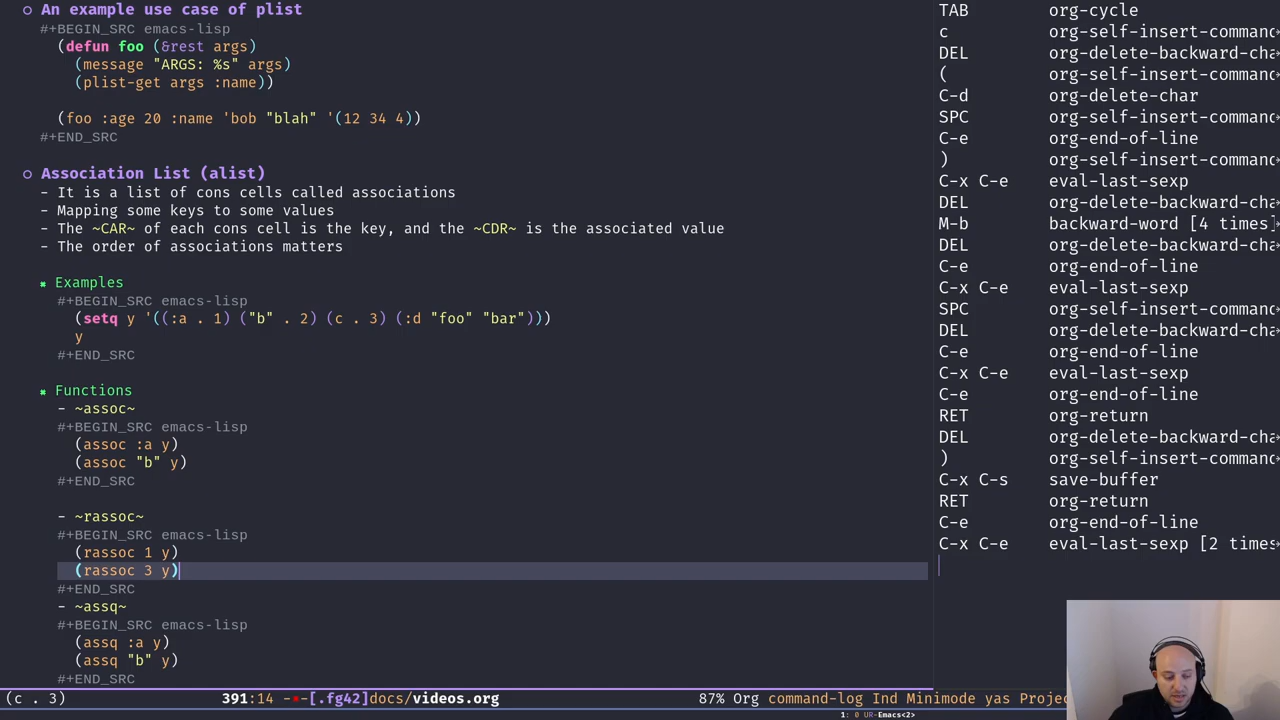 ○ An example use case of plist
#+BEGIN_SRC emacs-lisp
(defun foo (&rest args)
(message "ARGS: %s" args)
(plist-get args :name))
(foo :age 20 :name 'bob "blah" '(12 34 4))
#+END_SRC
○ Association List (alist)
- It is a list of cons cells called associations
- Mapping some keys to some values
- The ~CAR~ of each cons cell is the key, and the ~CDR~ is the associated value
- The order of associations matters
Examples
#+BEGIN_SRC emacs-lisp
(setq y '((:a . 1) ("b" . 2) (c . 3) (:d "foo" "bar")))
y
#+END_SRC
Functions
- ~assoc~
#+BEGIN_SRC emacs-lisp
(assoc :a y)
(assoc "b" y)
#+END_SRC
- ~rassoc~
#+BEGIN_SRC emacs-lisp
(rassoc 1 y)
(rassoc 3 y)
#+END_SRC
- ~assq~
#+BEGIN_SRC emacs-lisp
(assq :a y)
(assq "b" y)
#+END_SRC
(c . 3) 391:14 -•-[.fg42]docs/videos.org 87% Org command-log Ind Minimode yas Projec
1: 0 UR-Emacs<2>
TAB org-cycle
c org-self-insert-command
DEL org-delete-backward-cha
( org-self-insert-command
C-d org-delete-char
SPC org-self-insert-command
C-e org-end-of-line
) org-self-insert-command
C-x C-e eval-last-sexp
DEL org-delete-backward-cha
M-b backward-word [4 times]
DEL org-delete-backward-cha
C-e org-end-of-line
C-x C-e eval-last-sexp
SPC org-self-insert-command
DEL org-delete-backward-cha
C-e org-end-of-line
C-x C-e eval-last-sexp
C-e org-end-of-line
RET org-return
DEL org-delete-backward-cha
) org-self-insert-command
C-x C-s save-buffer
RET org-return
C-e org-end-of-line
C-x C-e eval-last-sexp [2 times